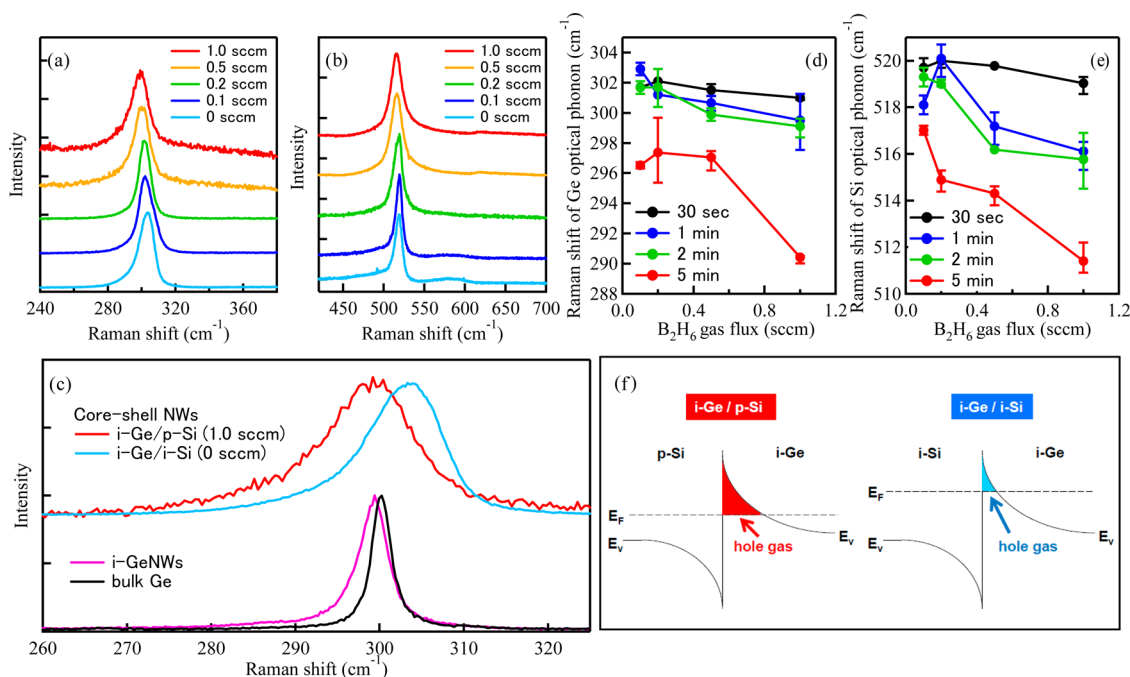 (a)
1.0 sccm
0.5 sccm
0.2 sccm
0.1 sccm
0 sccm
Intensity
240 280 320 360
Raman shift (cm⁻¹)
(b)
1.0 sccm
0.5 sccm
0.2 sccm
0.1 sccm
0 sccm
Intensity
450 500 550 600 650 700
Raman shift (cm⁻¹)
(d)
Raman shift of Ge optical phonon (cm⁻¹)
304
302
300
298
296
294
292
290
288
30 sec
1 min
2 min
5 min
0.0 0.4 0.8 1.2
B₂H₆ gas flux (sccm)
(e)
Raman shift of Si optical phonon (cm⁻¹)
520
518
516
514
512
510
30 sec
1 min
2 min
5 min
0.0 0.4 0.8 1.2
B₂H₆ gas flux (sccm)
(c)
Core-shell NWs
i-Ge/p-Si (1.0 sccm)
i-Ge/i-Si (0 sccm)
i-GeNWs
bulk Ge
Intensity
260 270 280 290 300 310 320
Raman shift (cm⁻¹)
(f)
i-Ge / p-Si
p-Si i-Ge
E_F
E_v
hole gas
E_v
i-Ge / i-Si
i-Si i-Ge
E_F
E_v
hole gas
E_v